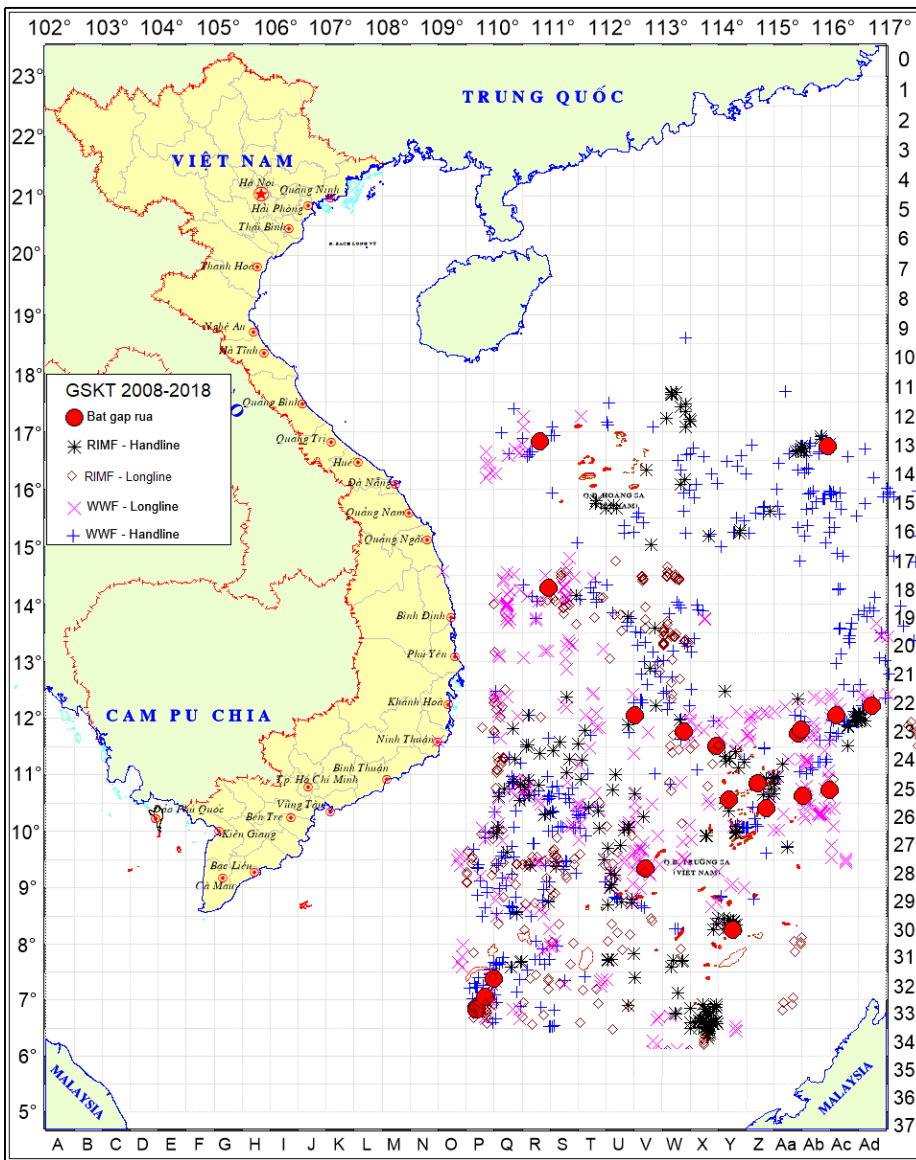 102 103 104 105 106 107 108 109 110 111 112 113 114 115 116 117°
23° 0
1
22° 2
3
21° 4
5
20° 6
7
19° 8
9
10
18° 11
12
17° 13
14
16° 15
15° 17
18
14° 19
20
13° 21
22
12° 23
24
11° 25
26
10° 27
9° 28
29
8° 30
31
7° 32
33
6° 34
35
5° 36
37
A B C D E F G H I J K L M N O P Q R S T U V W X Y Z Aa Ab Ac Ad
TRUNG QUỐC
VIỆT NAM
Hà Noi
Quảng Ninh
Hải Phòng
Thái Bình
Đ. BẠCH LONG VỸ
Thanh Hoá
Nghệ An
Hà Tĩnh
Quảng Bình
Quảng Trị
Huế
Đà Nẵng
Quảng Nam
Quảng Ngãi
Bình Định
Phú Yên
Khánh Hoà
Ninh Thuận
Bình Thuận
Tp. Hồ Chí Minh
Vũng Tàu
Bến Tre
Đảo Phú Quốc
Kiên Giang
Bạc Liêu
Cà Mau
CAM PU CHIA
Q.Đ. HOÀNG SA
Q.Đ. TRƯỜNG SA
(VIỆT NAM)
MALAYSIA
MALAYSIA
GSKT 2008-2018
Bat gap rua
RIMF - Handline
RIMF - Longline
WWF - Longline
WWF - Handline